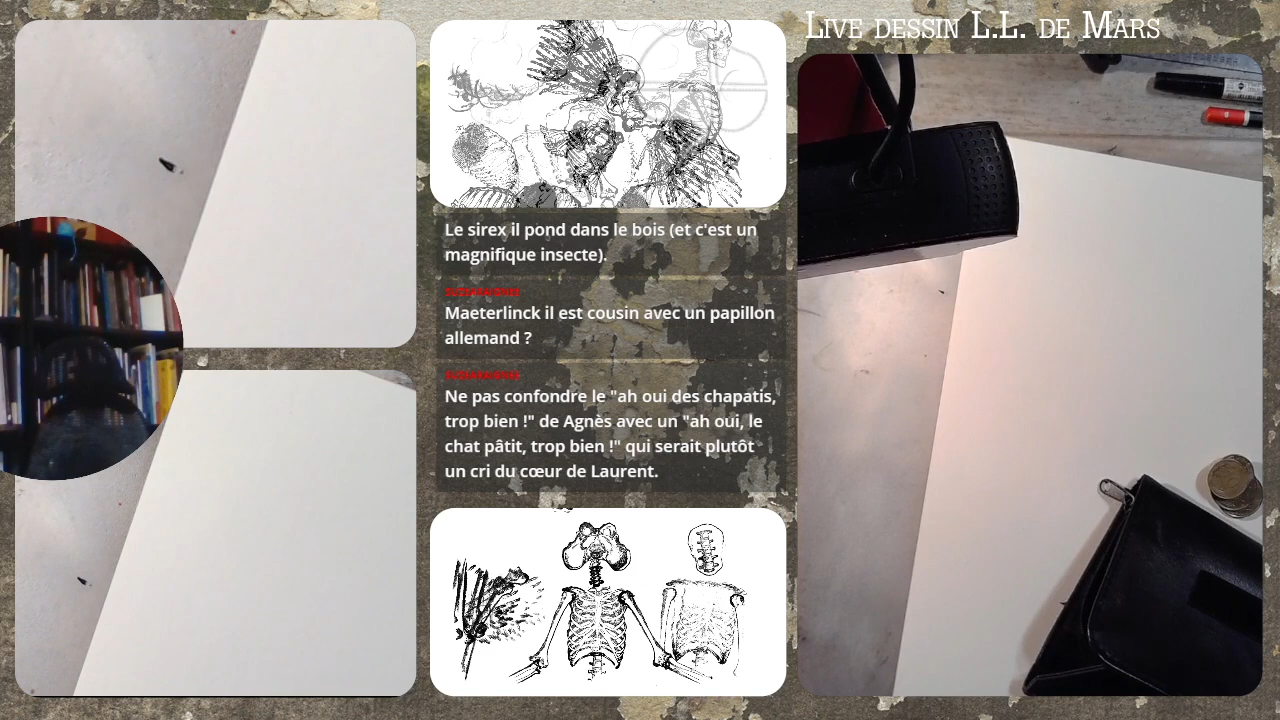 Live dessin L.L. de Mars
Le sirex il pond dans le bois (et c'est un
magnifique insecte).
Maeterlinck il est cousin avec un papillon
allemand ?
Ne pas confondre le "ah oui des chapatis,
trop bien !" de Agnès avec un "ah oui, le
chat pâtit, trop bien !" qui serait plutôt
un cri du cœur de Laurent.